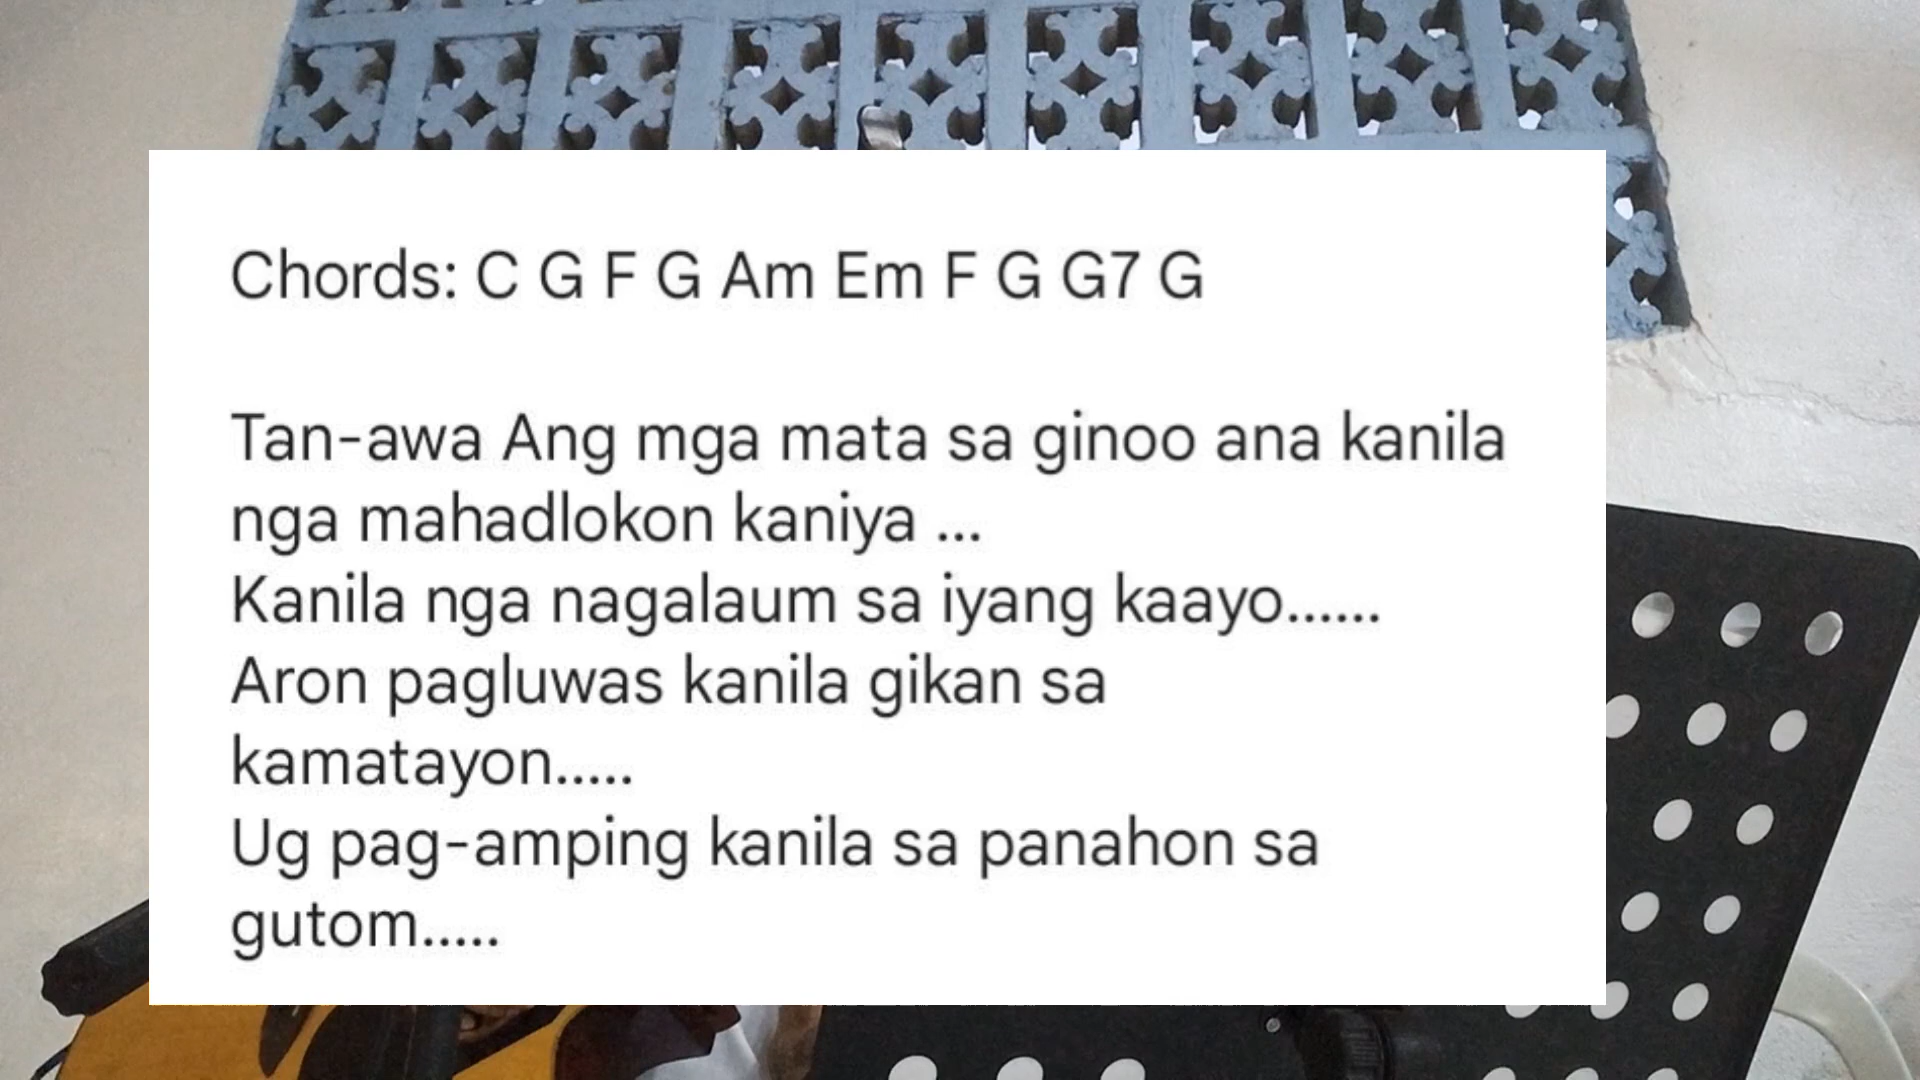 Chords: C G F G Am Em F G G7 G
Tan-awa Ang mga mata sa ginoo ana kanila
nga mahadlokon kaniya ...
Kanila nga nagalaum sa iyang kaayo......
Aron pagluwas kanila gikan sa
kamatayon.....
Ug pag-amping kanila sa panahon sa
gutom.....